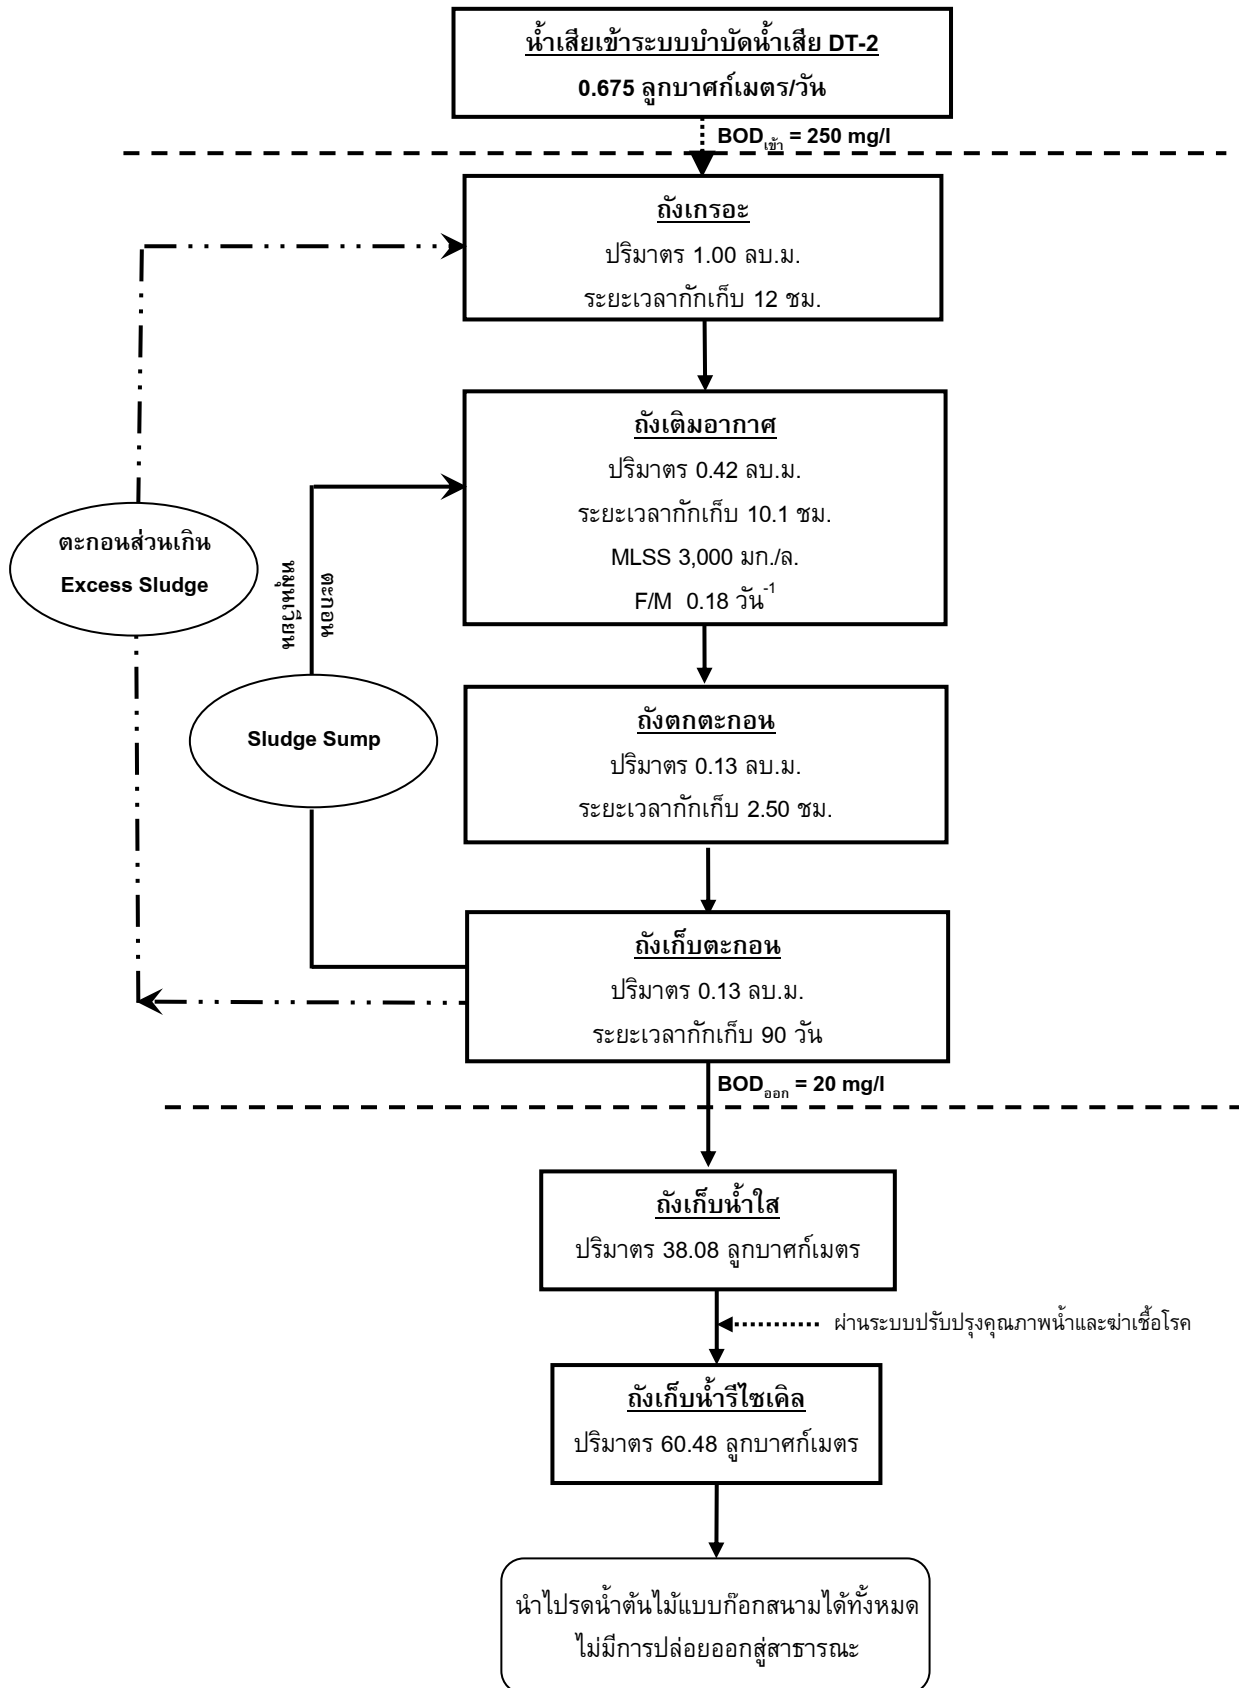 น้ำเสียเข้าระบบบำบัดน้ำเสีย DT-2
0.675 ลูกบาศก์เมตร/วัน
BODเข้า = 250 mg/l
ถังเกรอะ
ปริมาตร 1.00 ลบ.ม.
ระยะเวลากักเก็บ 12 ชม.
ถังเติมอากาศ
ปริมาตร 0.42 ลบ.ม.
ระยะเวลากักเก็บ 10.1 ชม.
MLSS 3,000 มก./ล.
F/M 0.18 วัน-1
ตะกอนส่วนเกิน
Excess Sludge
ตะกอน
หมุนเวียน
Sludge Sump
ถังตกตะกอน
ปริมาตร 0.13 ลบ.ม.
ระยะเวลากักเก็บ 2.50 ชม.
ถังเก็บตะกอน
ปริมาตร 0.13 ลบ.ม.
ระยะเวลากักเก็บ 90 วัน
BODออก = 20 mg/l
ถังเก็บน้ำใส
ปริมาตร 38.08 ลูกบาศก์เมตร
ผ่านระบบปรับปรุงคุณภาพน้ำและฆ่าเชื้อโรค
ถังเก็บน้ำรีไซเคิล
ปริมาตร 60.48 ลูกบาศก์เมตร
นำไปรดน้ำต้นไม้แบบก๊อกสนามได้ทั้งหมด
ไม่มีการปล่อยออกสู่สาธารณะ